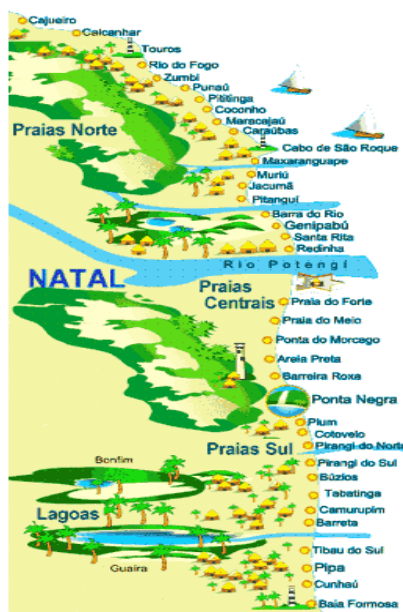 Cajueiro
Calcanhar
Touros
Rio do Fogo
Zumbi
Punaú
Pititinga
Coconho
Maracajaú
Praias Norte
Caraúbas
Cabo de São Roque
Maxaranguape
Muriú
Jacumã
Pitangui
Barra do Rio
Genipabú
Santa Rita
Redinha
Rio Potengí
NATAL
Praias
Centrais
Praia do Forte
Praia do Meio
Ponta do Morcego
Areia Preta
Barreira Roxa
Ponta Negra
Pium
Cotovelo
Praias Sul
Pirangi do Norte
Bonfim
Pirangi do Sul
Búzios
Tabatinga
Lagoas
Camurupim
Barreta
Tibau do Sul
Guaíra
Pipa
Cunhaú
Baia Formosa